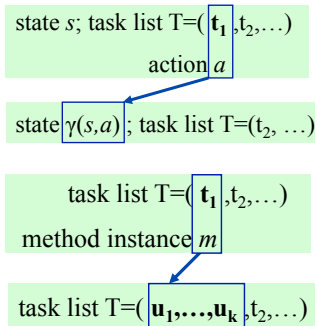 state s; task list T=( t₁ ,t₂,…)
action a
state γ(s,a) ; task list T=(t₂, …)
task list T=( t₁ ,t₂,…)
method instance m
task list T=( u₁,…,uₖ ,t₂,…)